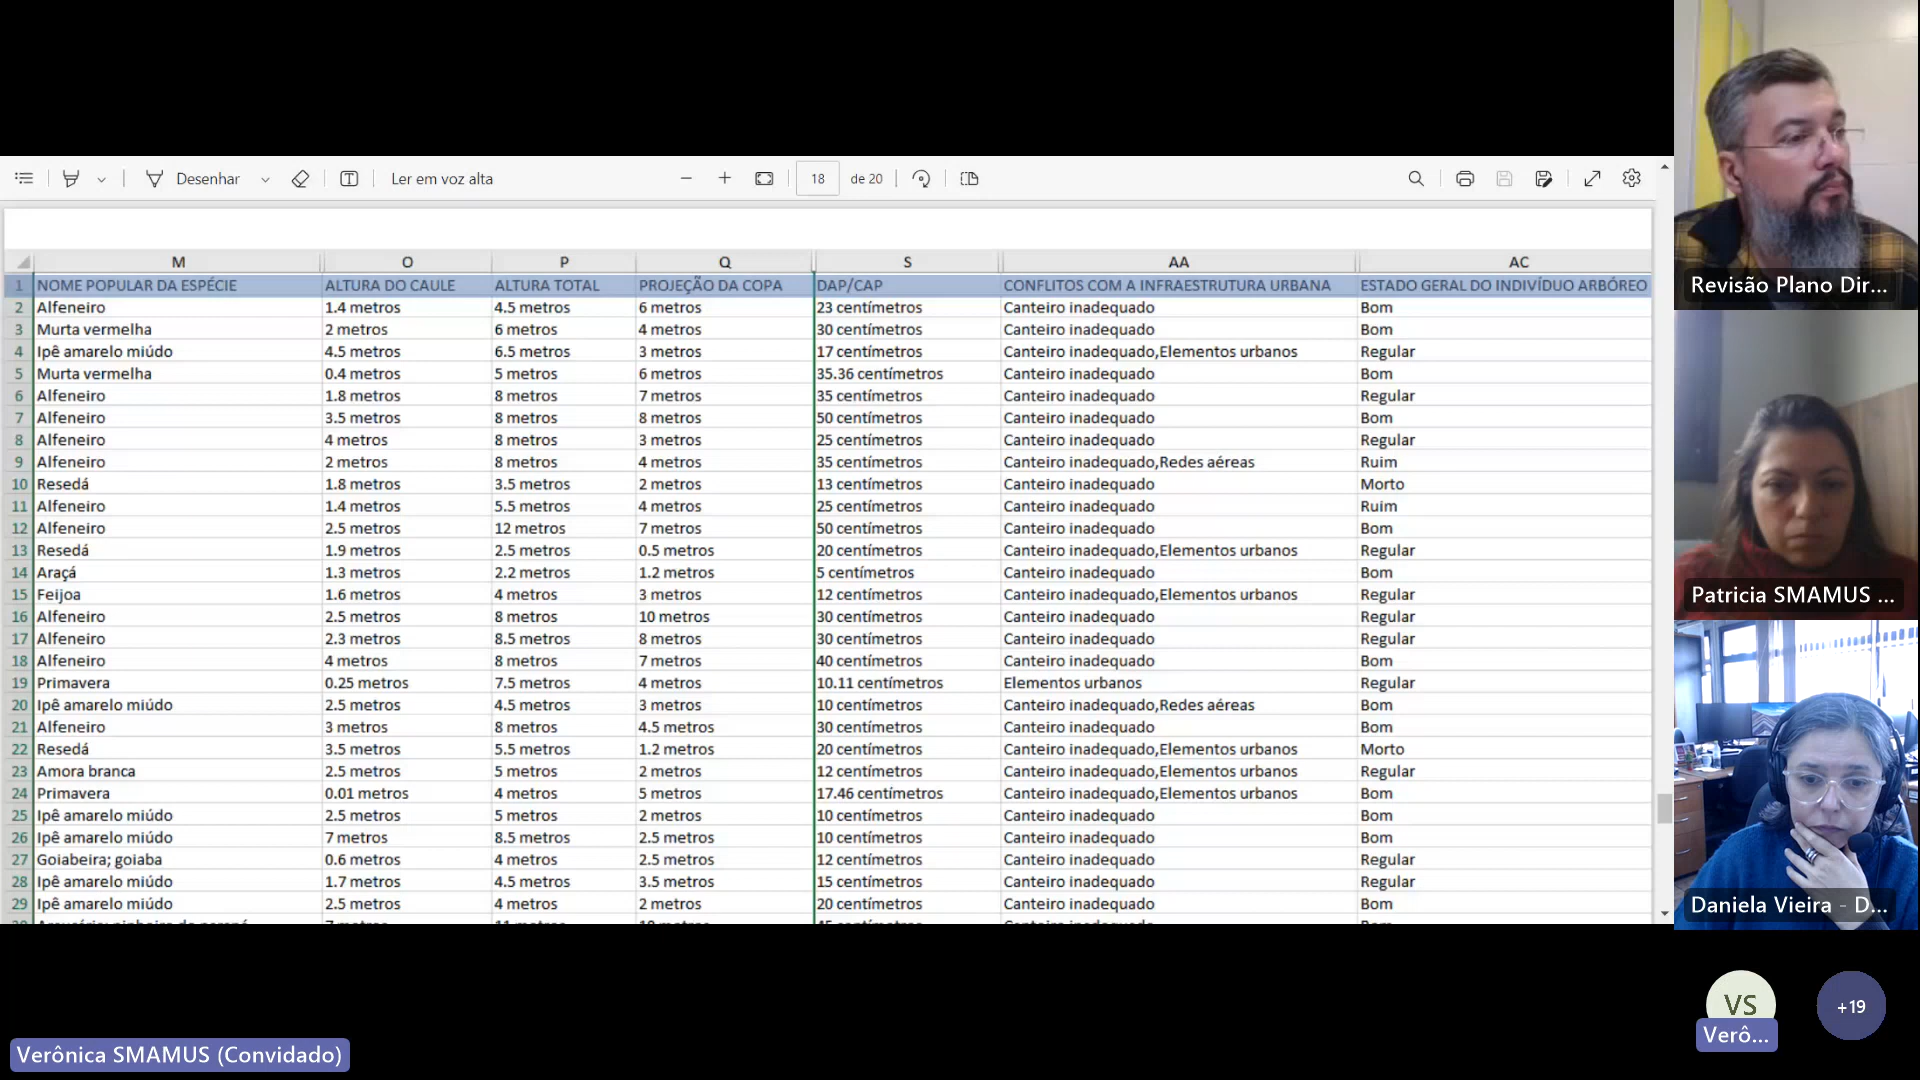 Desenhar Ler em voz alta 18 de 20
M O P Q S AA AC
1 NOME POPULAR DA ESPÉCIE ALTURA DO CAULE ALTURA TOTAL PROJEÇÃO DA COPA DAP/CAP CONFLITOS COM A INFRAESTRUTURA URBANA ESTADO GERAL DO INDIVÍDUO ARBÓREO
2 Alfeneiro 1.4 metros 4.5 metros 6 metros 23 centímetros Canteiro inadequado Bom
3 Murta vermelha 2 metros 6 metros 4 metros 30 centímetros Canteiro inadequado Bom
4 Ipê amarelo miúdo 4.5 metros 6.5 metros 3 metros 17 centímetros Canteiro inadequado,Elementos urbanos Regular
5 Murta vermelha 0.4 metros 5 metros 6 metros 35.36 centímetros Canteiro inadequado Bom
6 Alfeneiro 1.8 metros 8 metros 7 metros 35 centímetros Canteiro inadequado Regular
7 Alfeneiro 3.5 metros 8 metros 8 metros 50 centímetros Canteiro inadequado Bom
8 Alfeneiro 4 metros 8 metros 3 metros 25 centímetros Canteiro inadequado Regular
9 Alfeneiro 2 metros 8 metros 4 metros 35 centímetros Canteiro inadequado,Redes aéreas Ruim
10 Resedá 1.8 metros 3.5 metros 2 metros 13 centímetros Canteiro inadequado Morto
11 Alfeneiro 1.4 metros 5.5 metros 4 metros 25 centímetros Canteiro inadequado Ruim
12 Alfeneiro 2.5 metros 12 metros 7 metros 50 centímetros Canteiro inadequado Bom
13 Resedá 1.9 metros 2.5 metros 0.5 metros 20 centímetros Canteiro inadequado,Elementos urbanos Regular
14 Araçá 1.3 metros 2.2 metros 1.2 metros 5 centímetros Canteiro inadequado Bom
15 Feijoa 1.6 metros 4 metros 3 metros 12 centímetros Canteiro inadequado,Elementos urbanos Regular
16 Alfeneiro 2.5 metros 8 metros 10 metros 30 centímetros Canteiro inadequado Regular
17 Alfeneiro 2.3 metros 8.5 metros 8 metros 30 centímetros Canteiro inadequado Regular
18 Alfeneiro 4 metros 8 metros 7 metros 40 centímetros Canteiro inadequado Bom
19 Primavera 0.25 metros 7.5 metros 4 metros 10.11 centímetros Elementos urbanos Regular
20 Ipê amarelo miúdo 2.5 metros 4.5 metros 3 metros 10 centímetros Canteiro inadequado,Redes aéreas Bom
21 Alfeneiro 3 metros 8 metros 4.5 metros 30 centímetros Canteiro inadequado Bom
22 Resedá 3.5 metros 5.5 metros 1.2 metros 20 centímetros Canteiro inadequado,Elementos urbanos Morto
23 Amora branca 2.5 metros 5 metros 2 metros 12 centímetros Canteiro inadequado,Elementos urbanos Regular
24 Primavera 0.01 metros 4 metros 5 metros 17.46 centímetros Canteiro inadequado,Elementos urbanos Bom
25 Ipê amarelo miúdo 2.5 metros 5 metros 2 metros 10 centímetros Canteiro inadequado Bom
26 Ipê amarelo miúdo 7 metros 8.5 metros 2.5 metros 10 centímetros Canteiro inadequado Bom
27 Goiabeira; goiaba 0.6 metros 4 metros 2.5 metros 12 centímetros Canteiro inadequado Regular
28 Ipê amarelo miúdo 1.7 metros 4.5 metros 3.5 metros 15 centímetros Canteiro inadequado Regular
29 Ipê amarelo miúdo 2.5 metros 4 metros 2 metros 20 centímetros Canteiro inadequado Bom
Revisão Plano Dir...
Patricia SMAMUS ...
Daniela Vieira - D...
VS +19
Verô...
Verônica SMAMUS (Convidado)